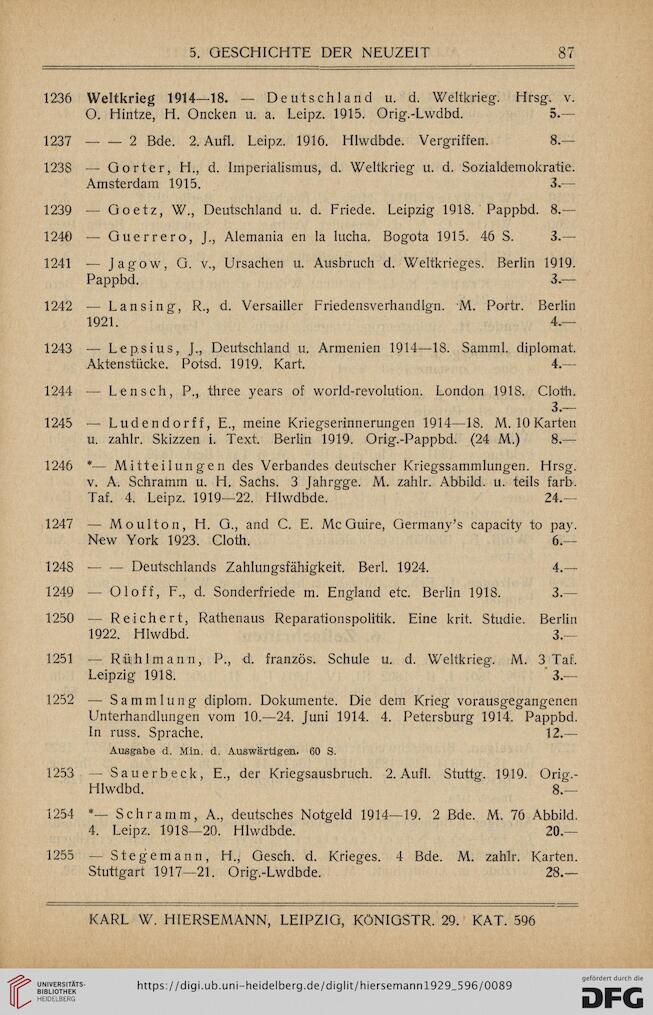 5. GESCHICHTE DER NEUZEIT 87
1236 Weltkrieg 1914—18. — Deutschland u. d. Weltkrieg. Hrsg. v.
O. Hintze, H. Oncken u. a. Leipz. 1915. Orig.-Lwdbd. 5.—
1237 — — 2 Bde. 2. Aufl. Leipz. 1916. Hlwdbde. Vergriffen. 8.—
1238 — Gorter, H., d. Imperialismus, d. Weltkrieg u. d. Sozialdemokratie.
Amsterdam 1915. 3.—
1239 — Goetz, W., Deutschland u. d. Friede. Leipzig 1918. Pappbd. 8.—
1240 — Guerrero, J., Alemania en la lucha. Bogota 1915. 46 S. 3.—
1241 — Jagow, G. v., Ursachen u. Ausbruch d. Weltkrieges. Berlin 1919.
Pappbd. 3.—
1242 — Lansing, R., d. Versailler Friedensverhandlgn. M. Portr. Berlin
1921. 4.—
1243 — Lepsius, J., Deutschland u. Armenien 1914—18. Samml. diplomat.
Aktenstücke. Potsd. 1919. Kart. 4.—
1244 — Lensch, P., three years of world-revolution. London 1918. Cloth.
3.—
1245 — Ludendorff, E., meine Kriegserinnerungen 1914—18. M. 10 Karten
u. zahlr. Skizzen i. Text. Berlin 1919. Orig.-Pappbd. (24 M.) 8.—
1246 *— Mitteilungen des Verbandes deutscher Kriegssammlungen. Hrsg.
v. A. Schramm u. H. Sachs. 3 Jahrgge. M. zahlr. Abbild. u. teils farb.
Taf. 4. Leipz. 1919—22. Hlwdbde. 24.—
1247 — Moulton, H. G., and C. E. McGuire, Germany's capacity to pay.
New York 1923. Cloth. 6.—
1248 — — Deutschlands Zahlungsfähigkeit. Berl. 1924. 4.—
1249 — Oloff, F., d. Sonderfriede m. England etc. Berlin 1918. 3.—
1250 — Reichert, Rathenaus Reparationspolitik. Eine krit. Studie. Berlin
1922. Hlwdbd. 3.—
1251 — Rühlmann, P., d. französ. Schule u. d. Weltkrieg. M. 3 Taf.
Leipzig 1918. 3.—
1252 — Sammlung diplom. Dokumente. Die dem Krieg vorausgegangenen
Unterhandlungen vom 10.—24. Juni 1914. 4. Petersburg 1914. Pappbd.
In russ. Sprache. 12.—
Ausgabe d. Min. d. Auswärtigen. 60 S.
1253 — Sauerbeck, E., der Kriegsausbruch. 2. Aufl. Stuttg. 1919. Orig.-
Hlwdbd. 8.—
1254 *— Schramm, A., deutsches Notgeld 1914—19. 2 Bde. M. 76 Abbild.
4. Leipz. 1918—20. Hlwdbde. 20.—
1255 — Stegemann, H., Gesch. d. Krieges. 4 Bde. M. zahlr. Karten.
Stuttgart 1917—21. Orig.-Lwdbde. 28.—
KARL W. HIERSEMANN, LEIPZIG, KÖNIGSTR. 29. KAT. 596
UNIVERSITÄTS-
BIBLIOTHEK
HEIDELBERG
https://digi.ub.uni-heidelberg.de/diglit/hiersemann1929_596/0089
gefördert durch die
DFG